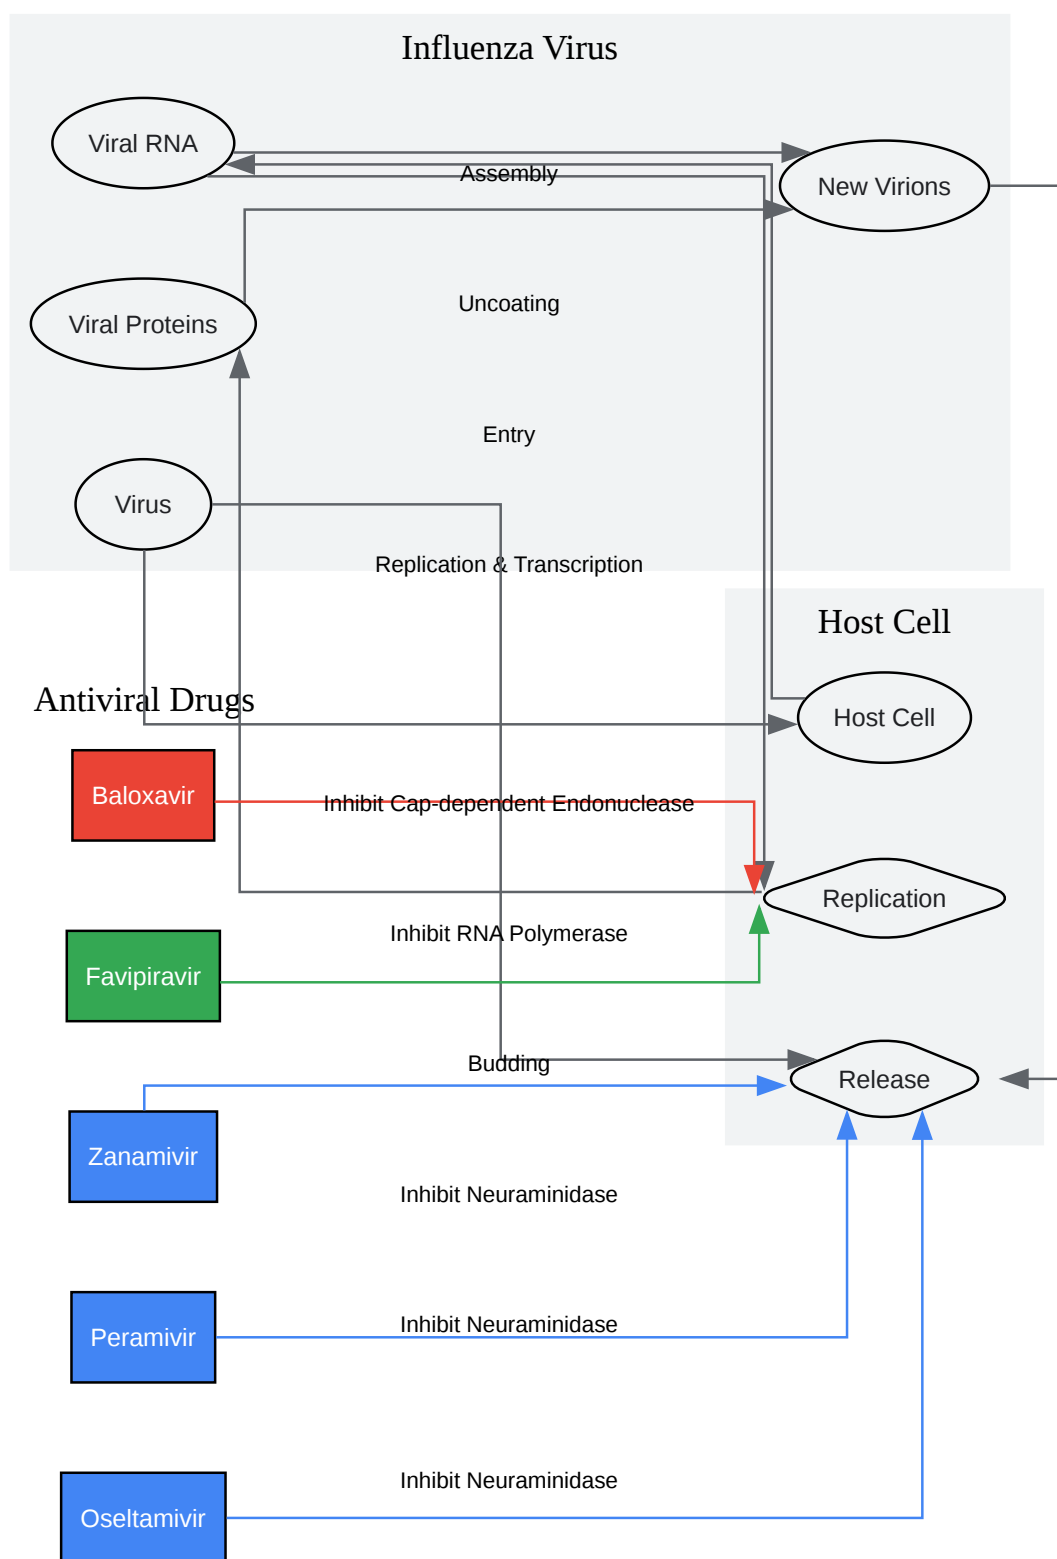 Influenza Virus
Viral RNA
Assembly
New Virions
Uncoating
Viral Proteins
Entry
Virus
Replication & Transcription
Host Cell
Antiviral Drugs
Host Cell
Baloxavir
Inhibit Cap-dependent Endonuclease
Replication
Inhibit RNA Polymerase
Favipiravir
Budding
Release
Zanamivir
Inhibit Neuraminidase
Inhibit Neuraminidase
Peramivir
Inhibit Neuraminidase
Oseltamivir